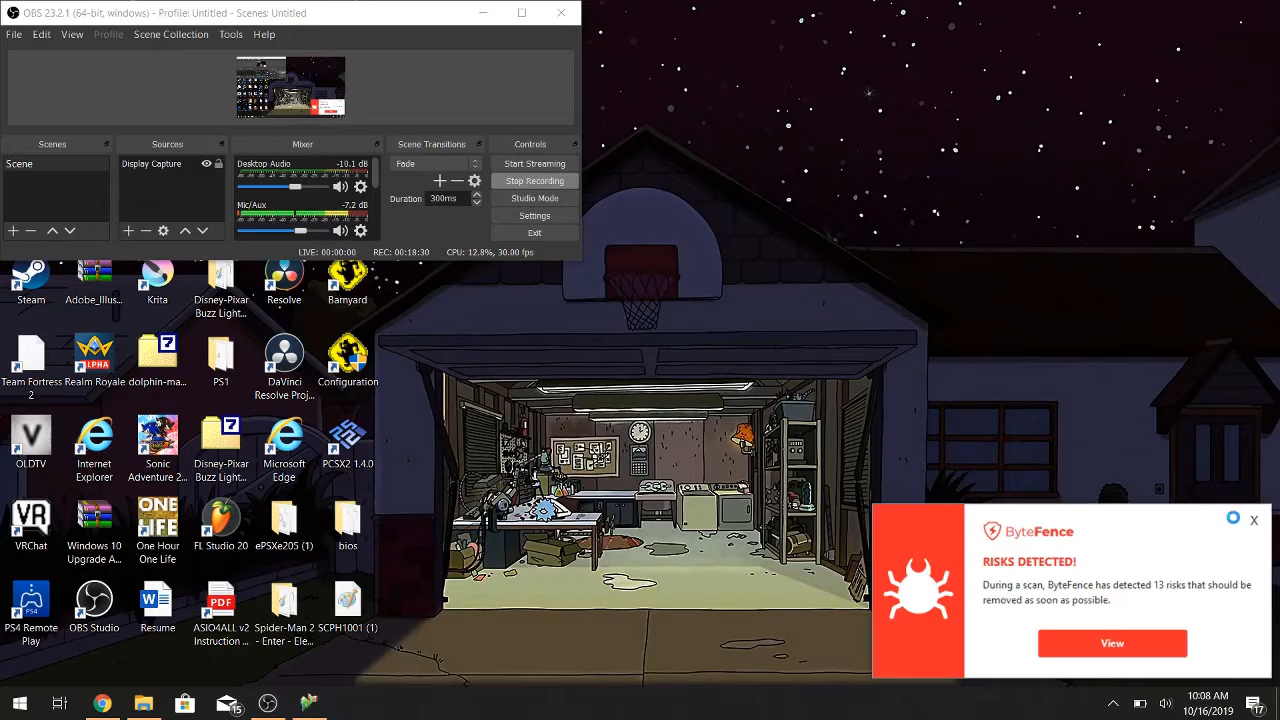 OBS 23.2.1 (64-bit, windows) - Profile: Untitled - Scenes: Untitled
File Edit View Profile Scene Collection Tools Help
Scenes Sources Mixer Scene Transitions Controls
Scene
Display Capture
Desktop Audio -10.1 dB
Mic/Aux -7.2 dB
Fade
Duration 300ms
Start Streaming
Stop Recording
Studio Mode
Settings
Exit
LIVE: 00:00:00 REC: 00:18:30 CPU: 12.8%, 30.00 fps
Steam
Adobe_Illus...
Krita
Disney-Pixar
Buzz Light...
Resolve
Barnyard
Team Fortress
2
Realm Royale
dolphin-ma...
PS1
DaVinci
Resolve Proj...
Configuration
OLDTV
Internet
Explorer
Sonic
Adventure 2...
Disney-Pixar
Buzz Light...
Microsoft
Edge
PCSX2 1.4.0
VRChat
Windows 10
Upgrade A...
One Hour
One Life
FL Studio 20
ePSXe205 (1)
bios
PS4 Remote
Play
OBS Studio
Resume
ASIO4ALL v2
Instruction ...
Spider-Man 2
- Enter - Ele...
SCPH1001 (1)
ByteFence
X
RISKS DETECTED!
During a scan, ByteFence has detected 13 risks that should be
removed as soon as possible.
View
10:08 AM
10/16/2019
15
17